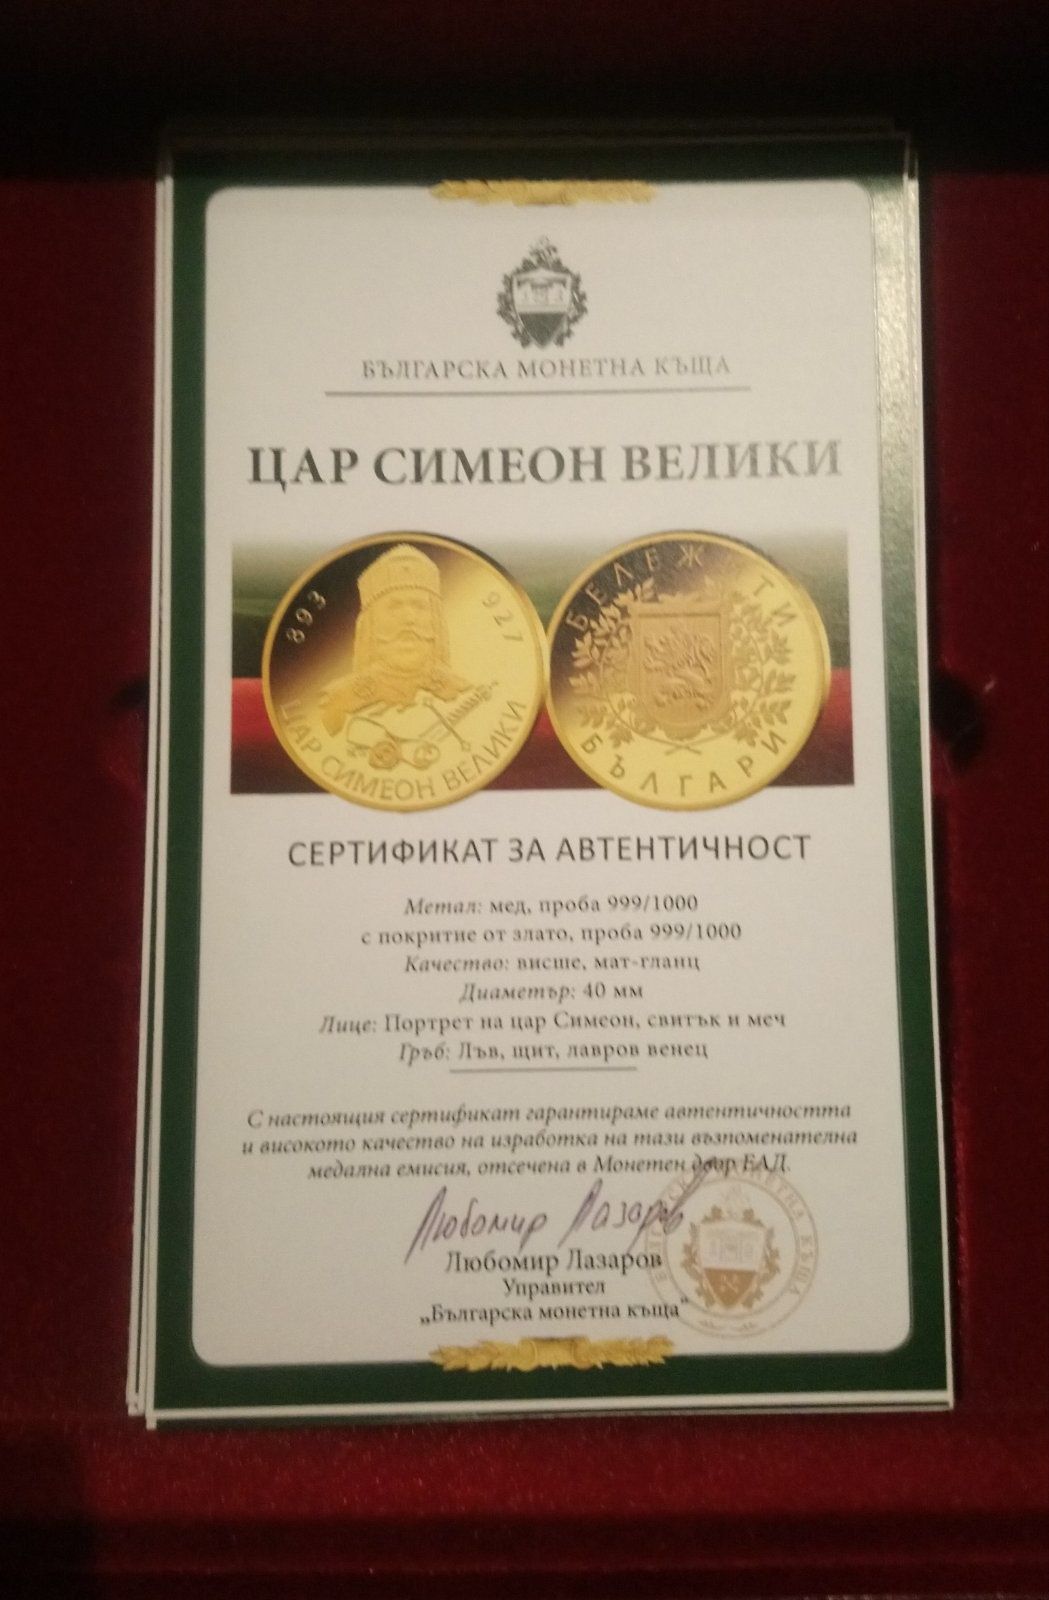 БЪЛГАРСКА МОНЕТНА КЪЩА
ЦАР СИМЕОН ВЕЛИКИ
893
927
ЦАР СИМЕОН ВЕЛИКИ
БЕЛЕЖИТИ
БЪЛГАРИ
СЕРТИФИКАТ ЗА АВТЕНТИЧНОСТ
Метал: мед, проба 999/1000
с покритие от злато, проба 999/1000
Качество: висше, мат-гланц
Диаметър: 40 мм
Лице: Портрет на цар Симеон, свитък и меч
Гръб: Лъв, щит, лавров венец
С настоящия сертификат гарантираме автентичността
и високото качество на изработка на тази възпоменателна
медална емисия, отсечена в Монетен двор ЕАД.
Любомир Лазаров
Любомир Лазаров
Управител
„Българска монетна къща“
БЪЛГАРСКА МОНЕТНА КЪЩА